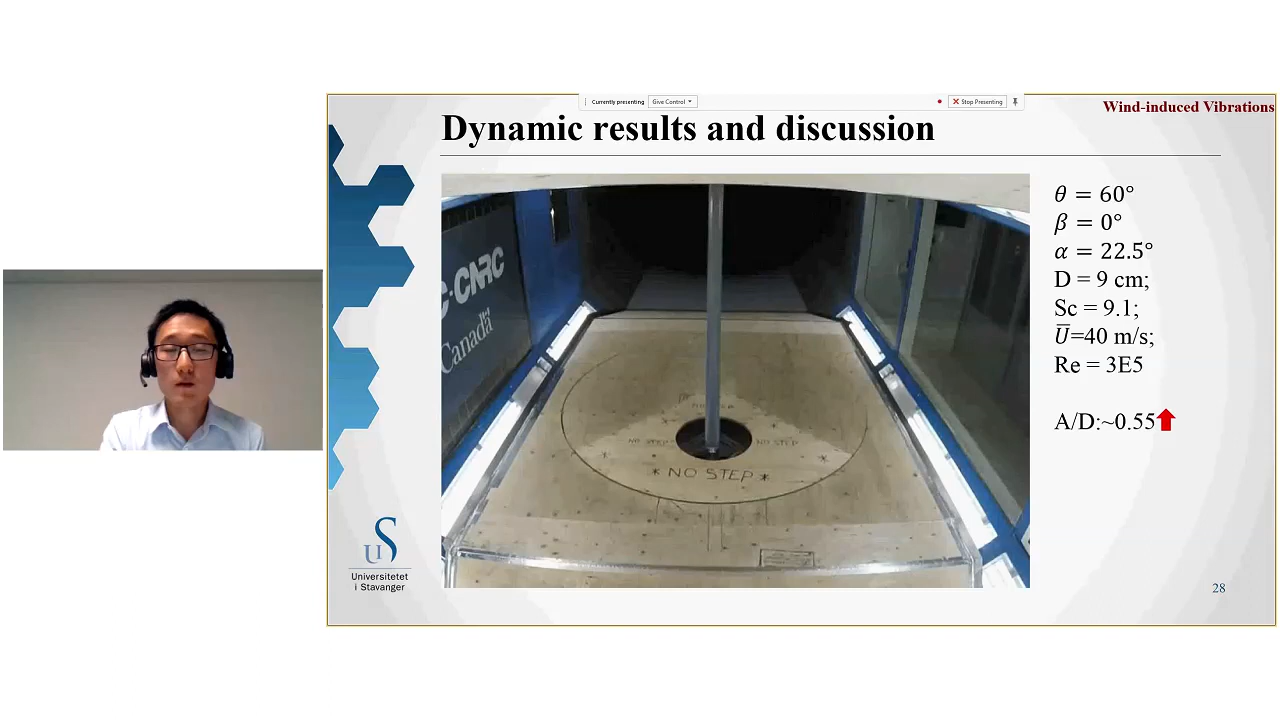 Currently presenting
Give Control
Stop Presenting
Wind-induced Vibrations
Dynamic results and discussion
CNRC
Canada
NO STEP
NO STEP
* NO STEP *
θ = 60°
β = 0°
α = 22.5°
D = 9 cm;
Sc = 9.1;
U̅=40 m/s;
Re = 3E5
A/D:~0.55
uS
Universitetet
i Stavanger
28